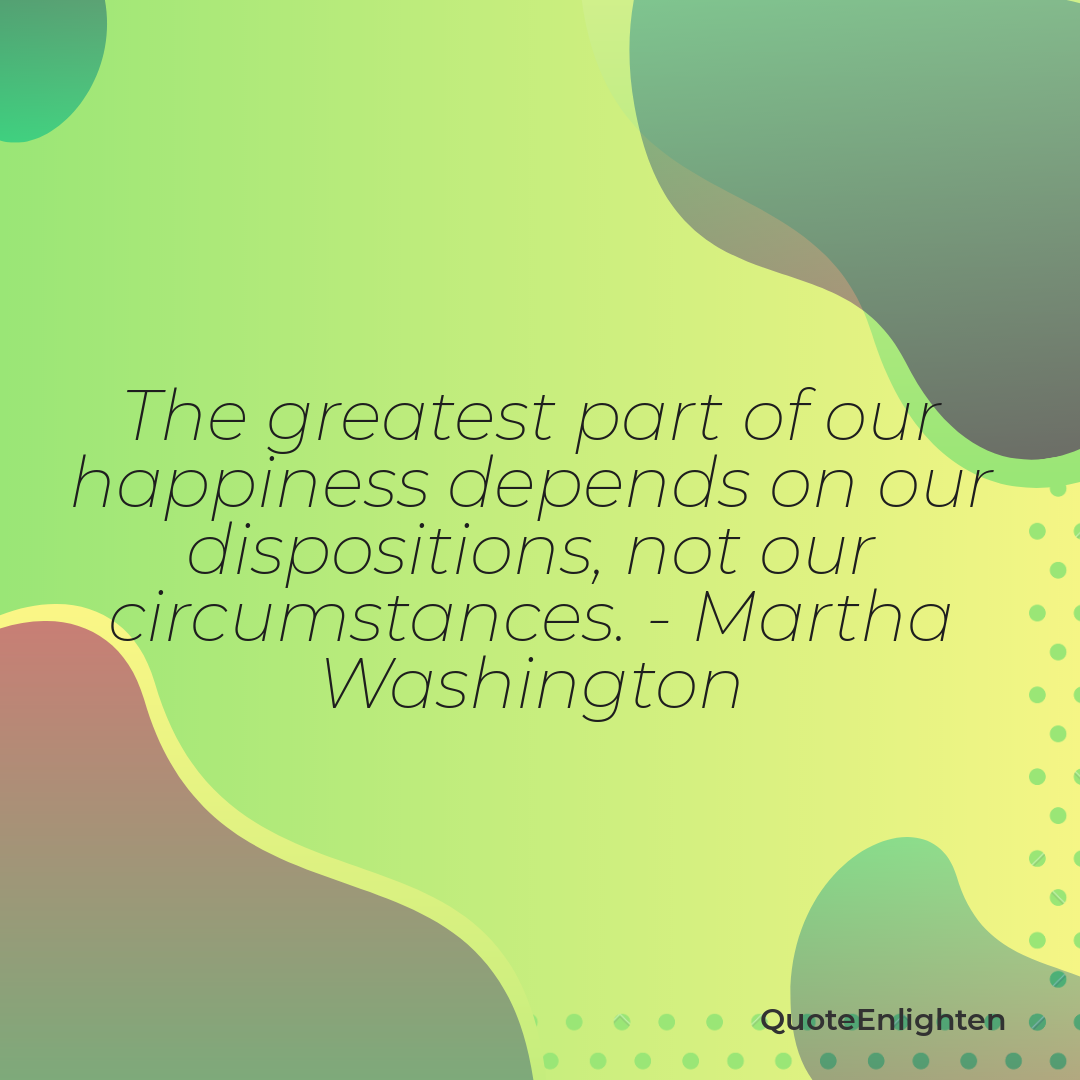 The greatest part of our
happiness depends on our
dispositions, not our
circumstances. - Martha
Washington
QuoteEnlighten